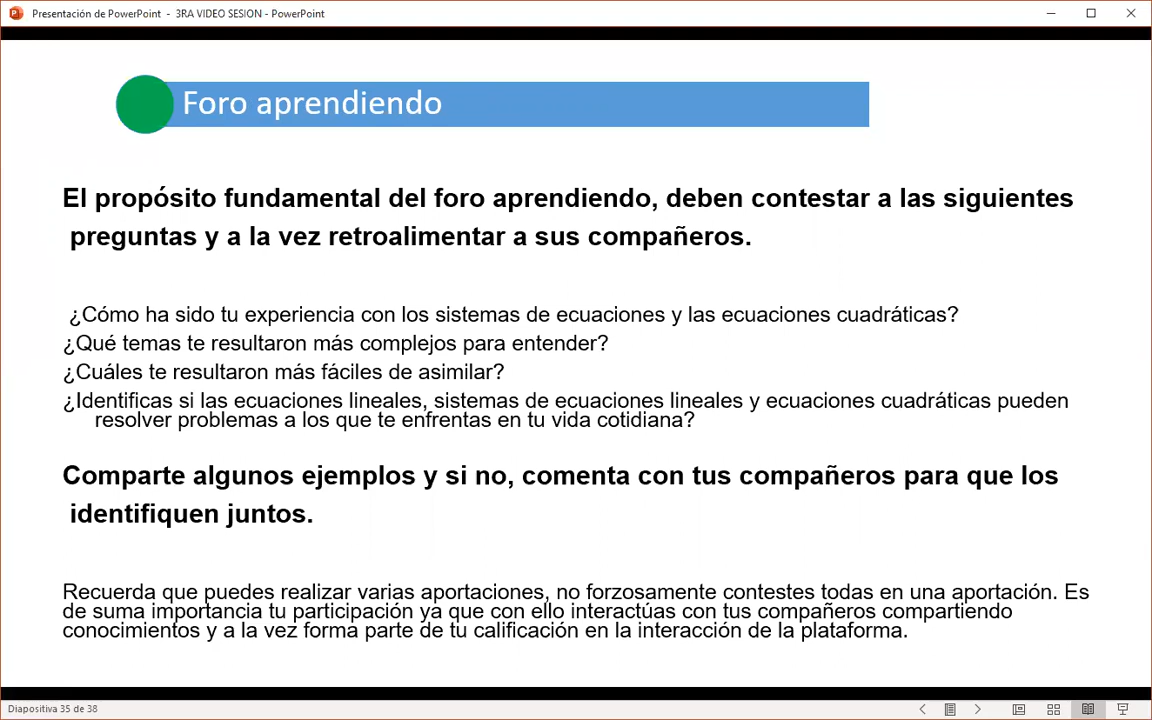 Presentación de PowerPoint - 3RA VIDEO SESION - PowerPoint
Foro aprendiendo
El propósito fundamental del foro aprendiendo, deben contestar a las siguientes
preguntas y a la vez retroalimentar a sus compañeros.
¿Cómo ha sido tu experiencia con los sistemas de ecuaciones y las ecuaciones cuadráticas?
¿Qué temas te resultaron más complejos para entender?
¿Cuáles te resultaron más fáciles de asimilar?
¿Identificas si las ecuaciones lineales, sistemas de ecuaciones lineales y ecuaciones cuadráticas pueden
resolver problemas a los que te enfrentas en tu vida cotidiana?
Comparte algunos ejemplos y si no, comenta con tus compañeros para que los
identifiquen juntos.
Recuerda que puedes realizar varias aportaciones, no forzosamente contestes todas en una aportación. Es
de suma importancia tu participación ya que con ello interactúas con tus compañeros compartiendo
conocimientos y a la vez forma parte de tu calificación en la interacción de la plataforma.
Diapositiva 35 de 38